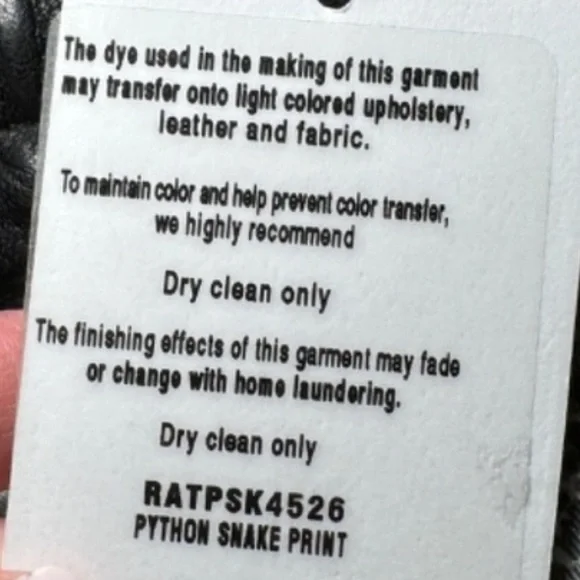 The dye used in the making of this garment
may transfer onto light colored upholstery,
leather and fabric.
To maintain color and help prevent color transfer,
we highly recommend
Dry clean only
The finishing effects of this garment may fade
or change with home laundering.
Dry clean only
RATPSK4526
PYTHON SNAKE PRINT